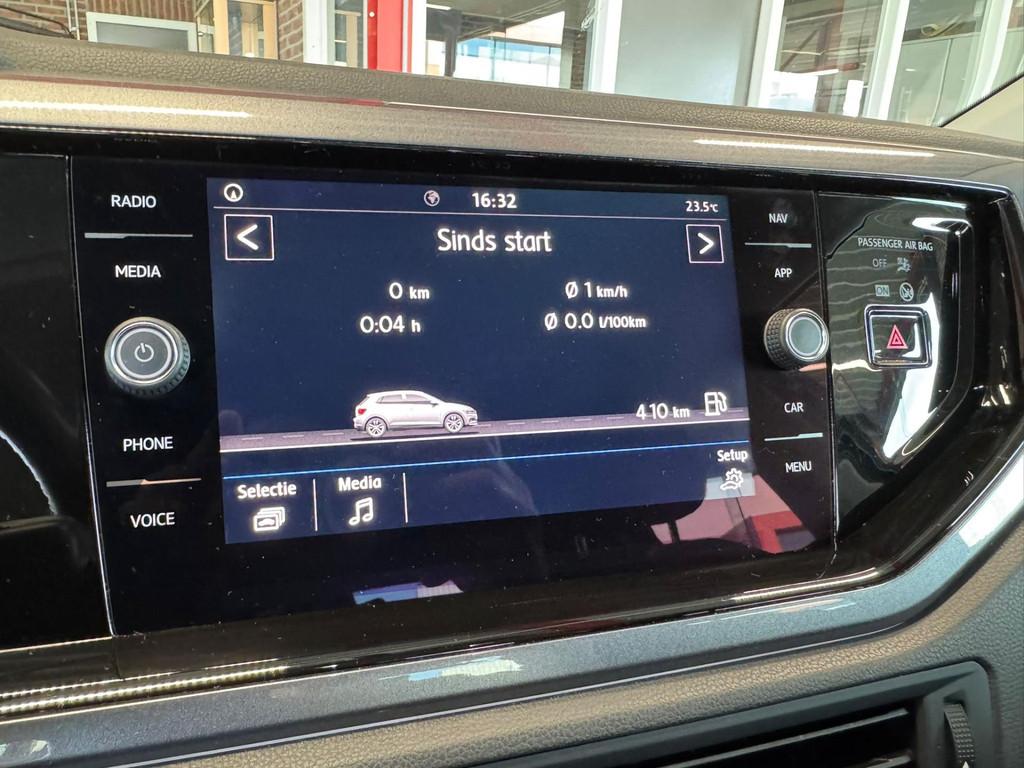 RADIO
MEDIA
PHONE
VOICE
16:32
23.5°C
<
Sinds start
>
0 km
Ø 1 km/h
0:04 h
Ø 0.0 l/100km
410 km
Selectie
Media
Setup
NAV
APP
CAR
MENU
PASSENGER AIR BAG
OFF
ON